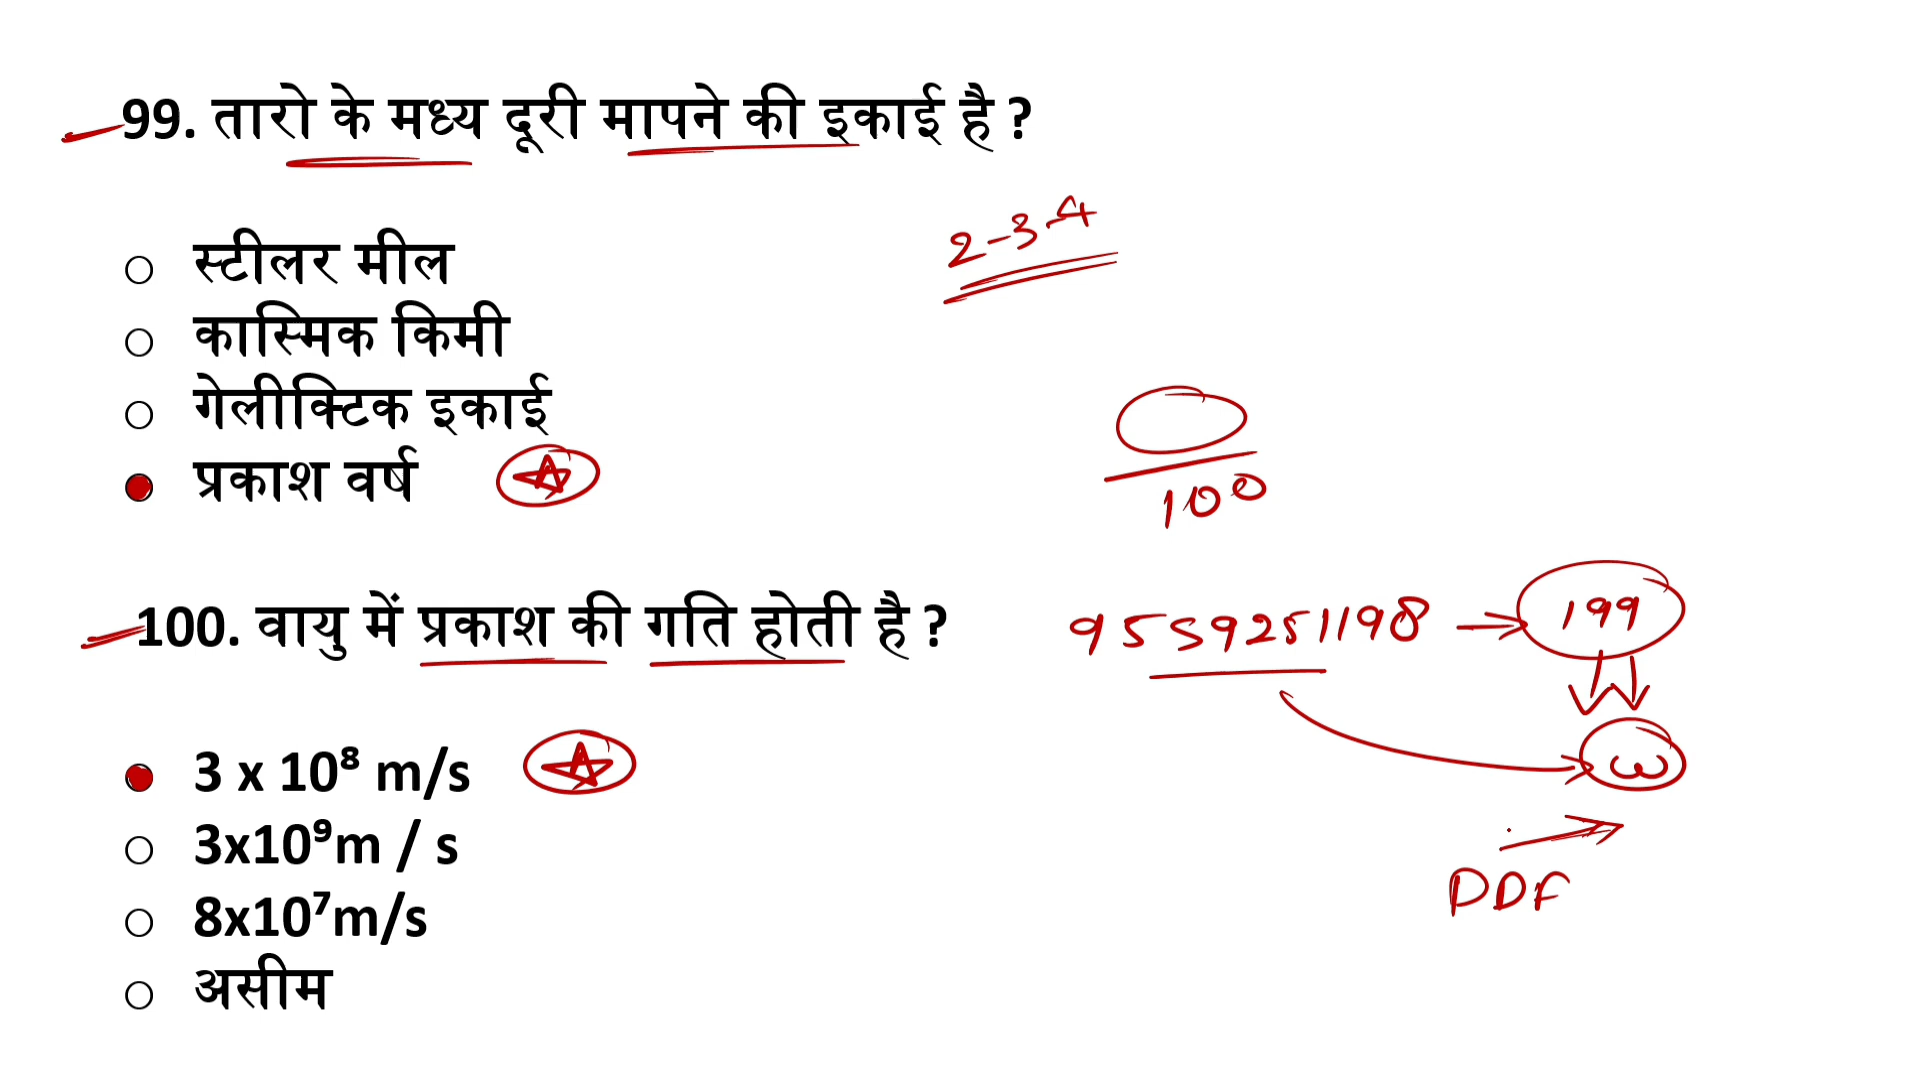 99. तारो के मध्य दूरी मापने की इकाई है ?
2-3-4
स्टीलर मील
कास्मिक किमी
गेलीक्टिक इकाई
प्रकाश वर्ष
100
100. वायु में प्रकाश की गति होती है ?
9559251198 → 199
3 x 10⁸ m/s
3x10⁹m / s
8x10⁷m/s
PDF
असीम